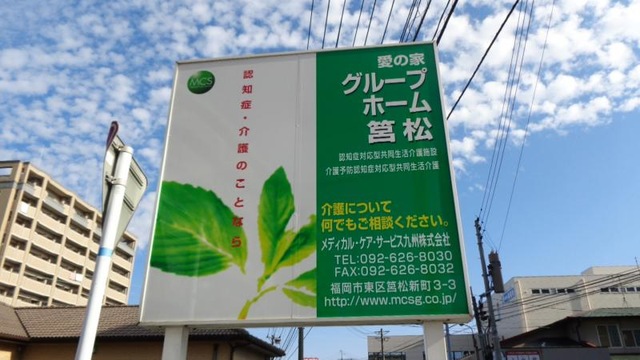 MCS
認知症・介護のことなら
愛の家
グループ
ホーム
筥松
認知症対応型共同生活介護施設
介護予防認知症対応型共同生活介護
介護について
何でもご相談ください。
メディカル・ケア・サービス九州株式会社
TEL:092-626-8030
FAX:092-626-8032
福岡市東区筥松新町3-3
http://www.mcsg.co.jp/